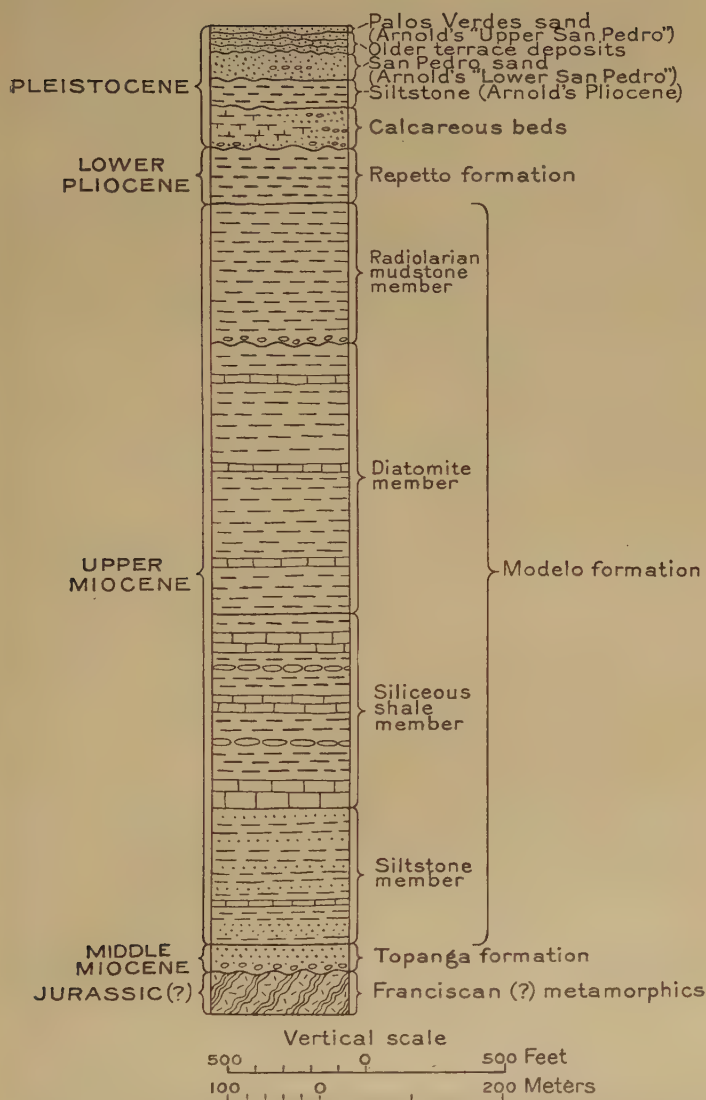 Palos Verdes sand
(Arnold's "Upper San Pedro")
Older terrace deposits
San Pedro sand
(Arnold's "Lower San Pedro")
PLEISTOCENE
Siltstone (Arnold's Pliocene)
Calcareous beds
LOWER
PLIOCENE
Repetto formation
Radiolarian
mudstone
member
Diatomite
member
UPPER
MIOCENE
Modelo formation
Siliceous
shale
member
Siltstone
member
MIDDLE
MIOCENE
Topanga formation
JURASSIC(?)
Franciscan (?) metamorphics
Vertical scale
500 0 500 Feet
100 0 200 Meters